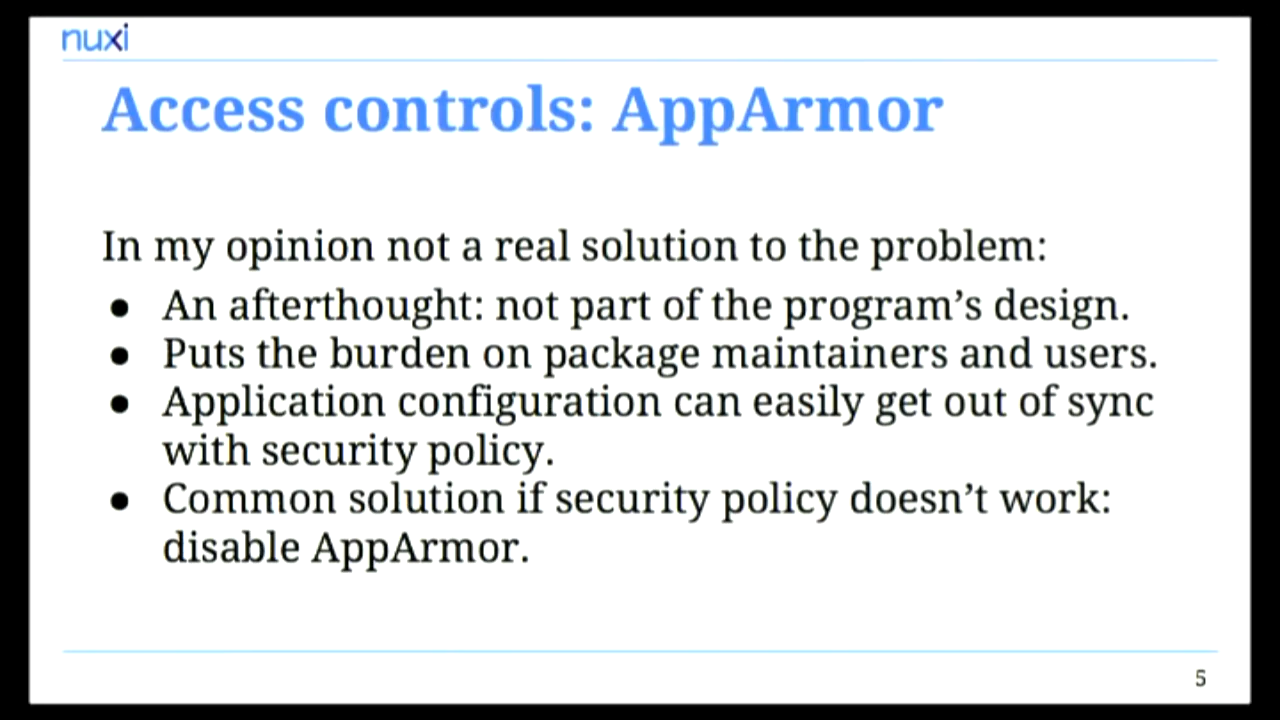 nuxi
Access controls: AppArmor
In my opinion not a real solution to the problem:
● An afterthought: not part of the program’s design.
● Puts the burden on package maintainers and users.
● Application configuration can easily get out of sync
with security policy.
● Common solution if security policy doesn’t work:
disable AppArmor.
5